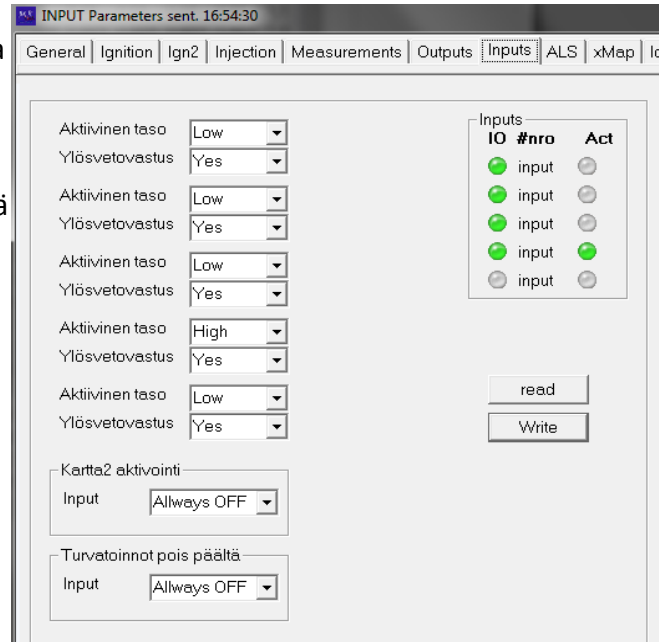 INPUT Parameters sent. 16:54:30
General Ignition Ign2 Injection Measurements Outputs Inputs ALS xMap
Aktiivinen taso Low
Ylösvetovastus Yes
Aktiivinen taso Low
Ylösvetovastus Yes
Aktiivinen taso Low
Ylösvetovastus Yes
Aktiivinen taso High
Ylösvetovastus Yes
Aktiivinen taso Low
Ylösvetovastus Yes
Kartta2 aktivointi
Input Allways OFF
Turvatoinnot pois päältä
Input Allways OFF
Inputs
IO #nro Act
input
input
input
input
input
read
Write